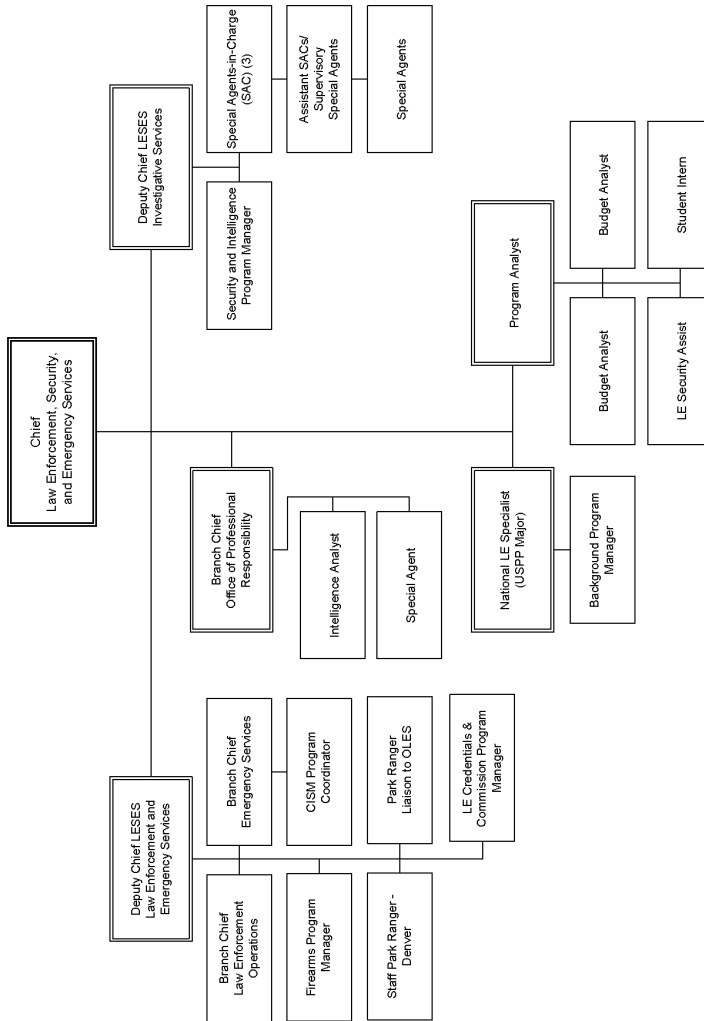 Chief
Law Enforcement, Security,
and Emergency Services
Deputy Chief LESES
Law Enforcement and
Emergency Services
Deputy Chief LESES
Investigative Services
Branch Chief
Law Enforcement
Operations
Branch Chief
Emergency Services
Firearms Program
Manager
CISM Program
Coordinator
Staff Park Ranger -
Denver
Park Ranger
Liaison to OLES
LE Credentials &
Commission Program
Manager
Branch Chief
Office of Professional
Responsibility
Intelligence Analyst
Special Agent
Security and Intelligence
Program Manager
Special Agents-in-Charge
(SAC) (3)
Assistant SACs/
Supervisory
Special Agents
Special Agents
National LE Specialist
(USPP Major)
Background Program
Manager
Program Analyst
Budget Analyst
Budget Analyst
LE Security Assist
Student Intern